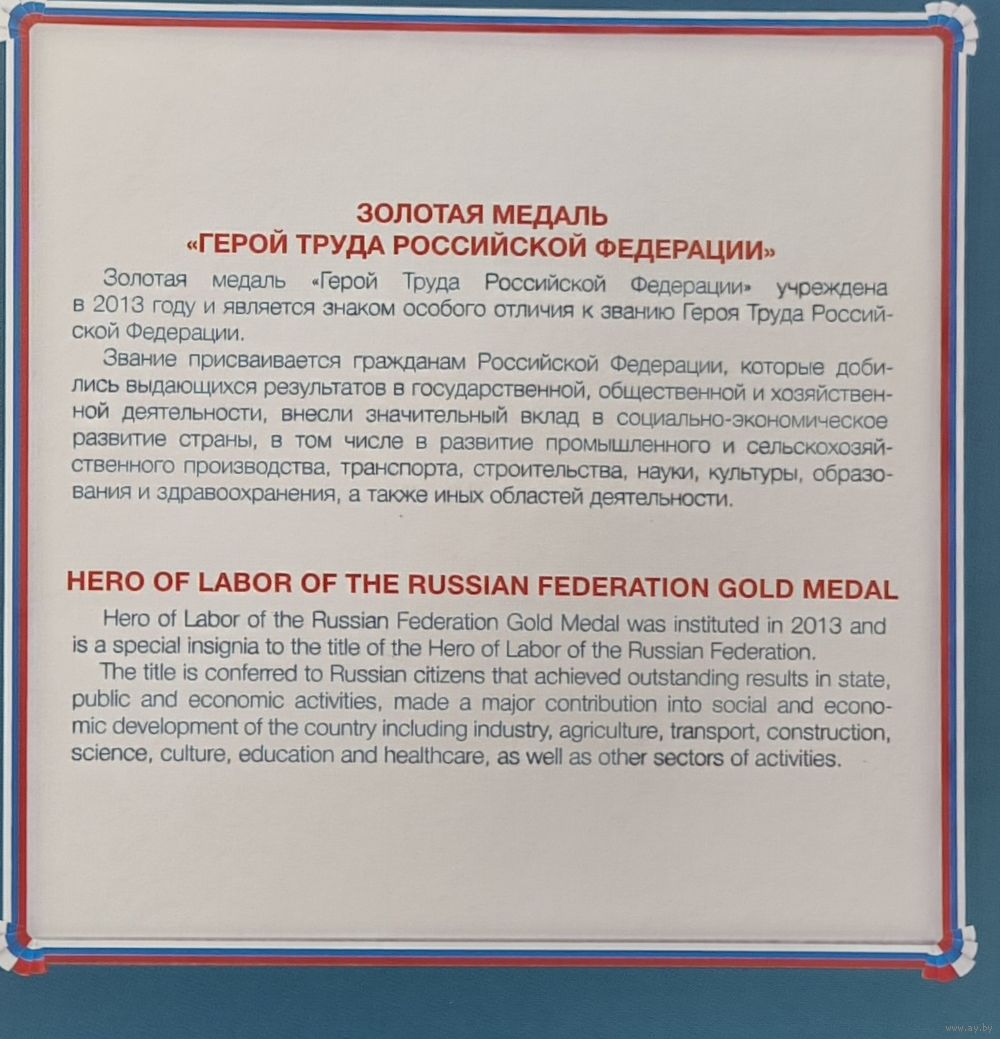 ЗОЛОТАЯ МЕДАЛЬ
«ГЕРОЙ ТРУДА РОССИЙСКОЙ ФЕДЕРАЦИИ»
Золотая медаль «Герой Труда Российской Федерации» учреждена
в 2013 году и является знаком особого отличия к званию Героя Труда Россий-
ской Федерации.
Звание присваивается гражданам Российской Федерации, которые доби-
лись выдающихся результатов в государственной, общественной и хозяйствен-
ной деятельности, внесли значительный вклад в социально-экономическое
развитие страны, в том числе в развитие промышленного и сельскохозяй-
ственного производства, транспорта, строительства, науки, культуры, образо-
вания и здравоохранения, а также иных областей деятельности.
HERO OF LABOR OF THE RUSSIAN FEDERATION GOLD MEDAL
Hero of Labor of the Russian Federation Gold Medal was instituted in 2013 and
is a special insignia to the title of the Hero of Labor of the Russian Federation.
The title is conferred to Russian citizens that achieved outstanding results in state,
public and economic activities, made a major contribution into social and econo-
mic development of the country including industry, agriculture, transport, construction,
science, culture, education and healthcare, as well as other sectors of activities.
www.ay.by